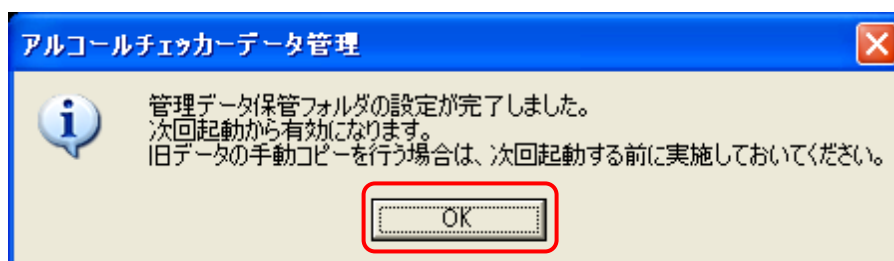 アルコールチェッカーデータ管理
管理データ保管フォルダの設定が完了しました。
次回起動から有効になります。
旧データの手動コピーを行う場合は、次回起動する前に実施しておいてください。
OK